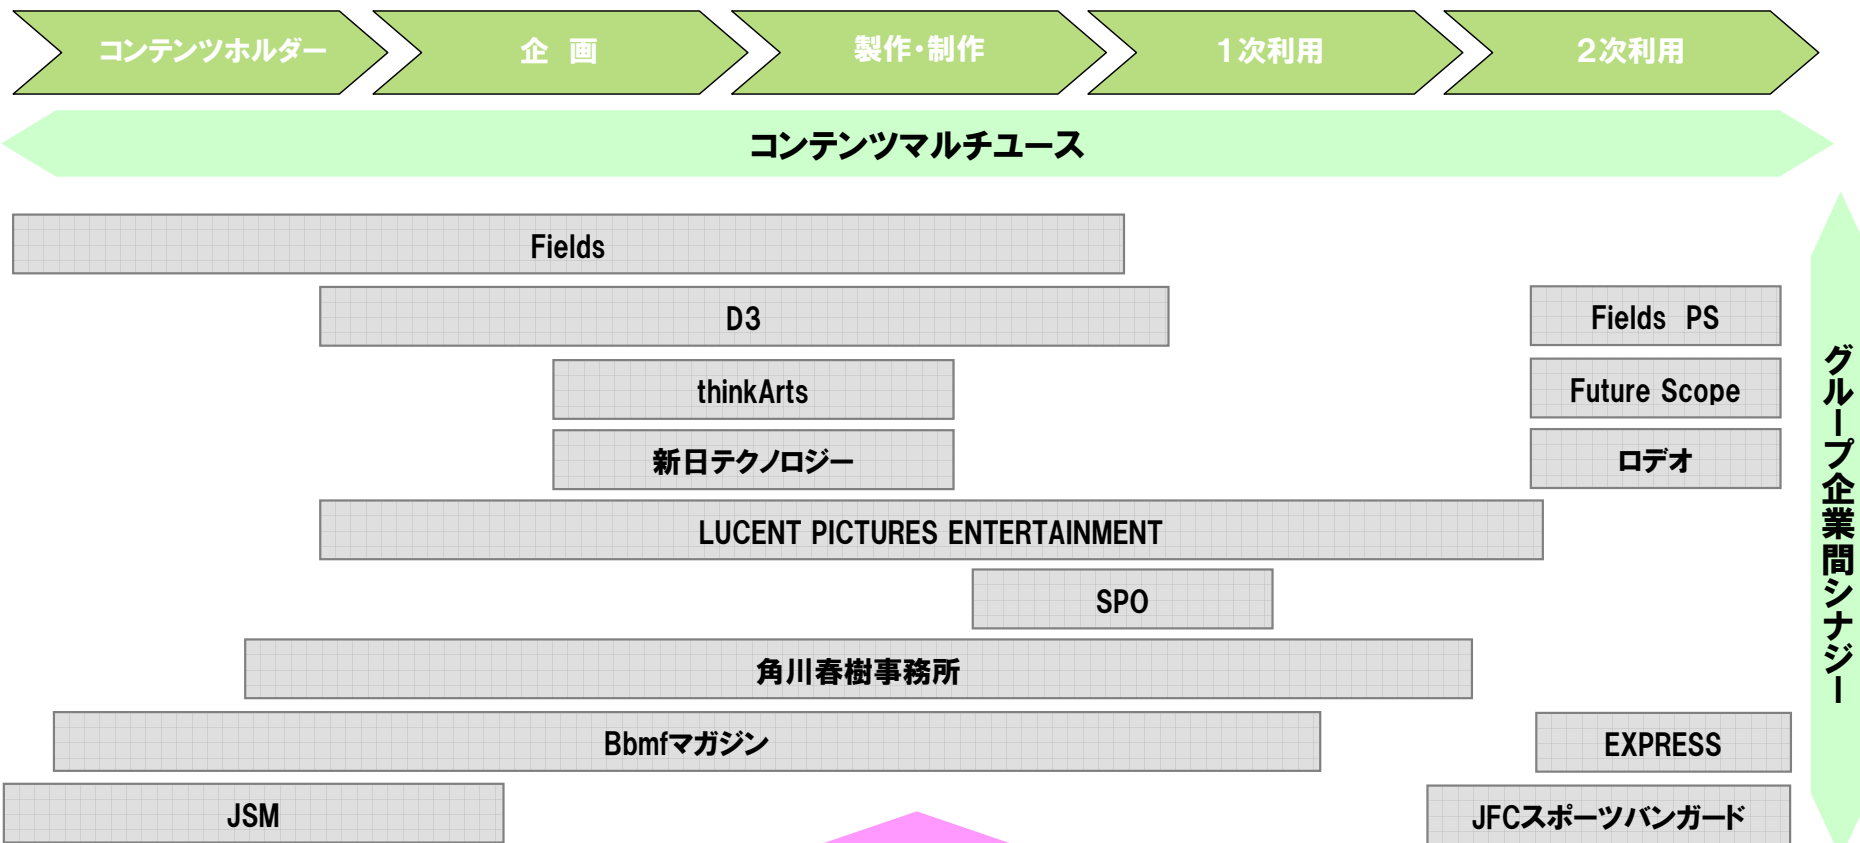 コンテンツホルダー
企 画
製作・制作
1次利用
2次利用
コンテンツマルチユース
Fields
D3
Fields PS
thinkArts
Future Scope
新日テクノロジー
ロデオ
LUCENT PICTURES ENTERTAINMENT
SPO
角川春樹事務所
Bbmfマガジン
EXPRESS
JSM
JFCスポーツバンガード
グループ企業間シナジー